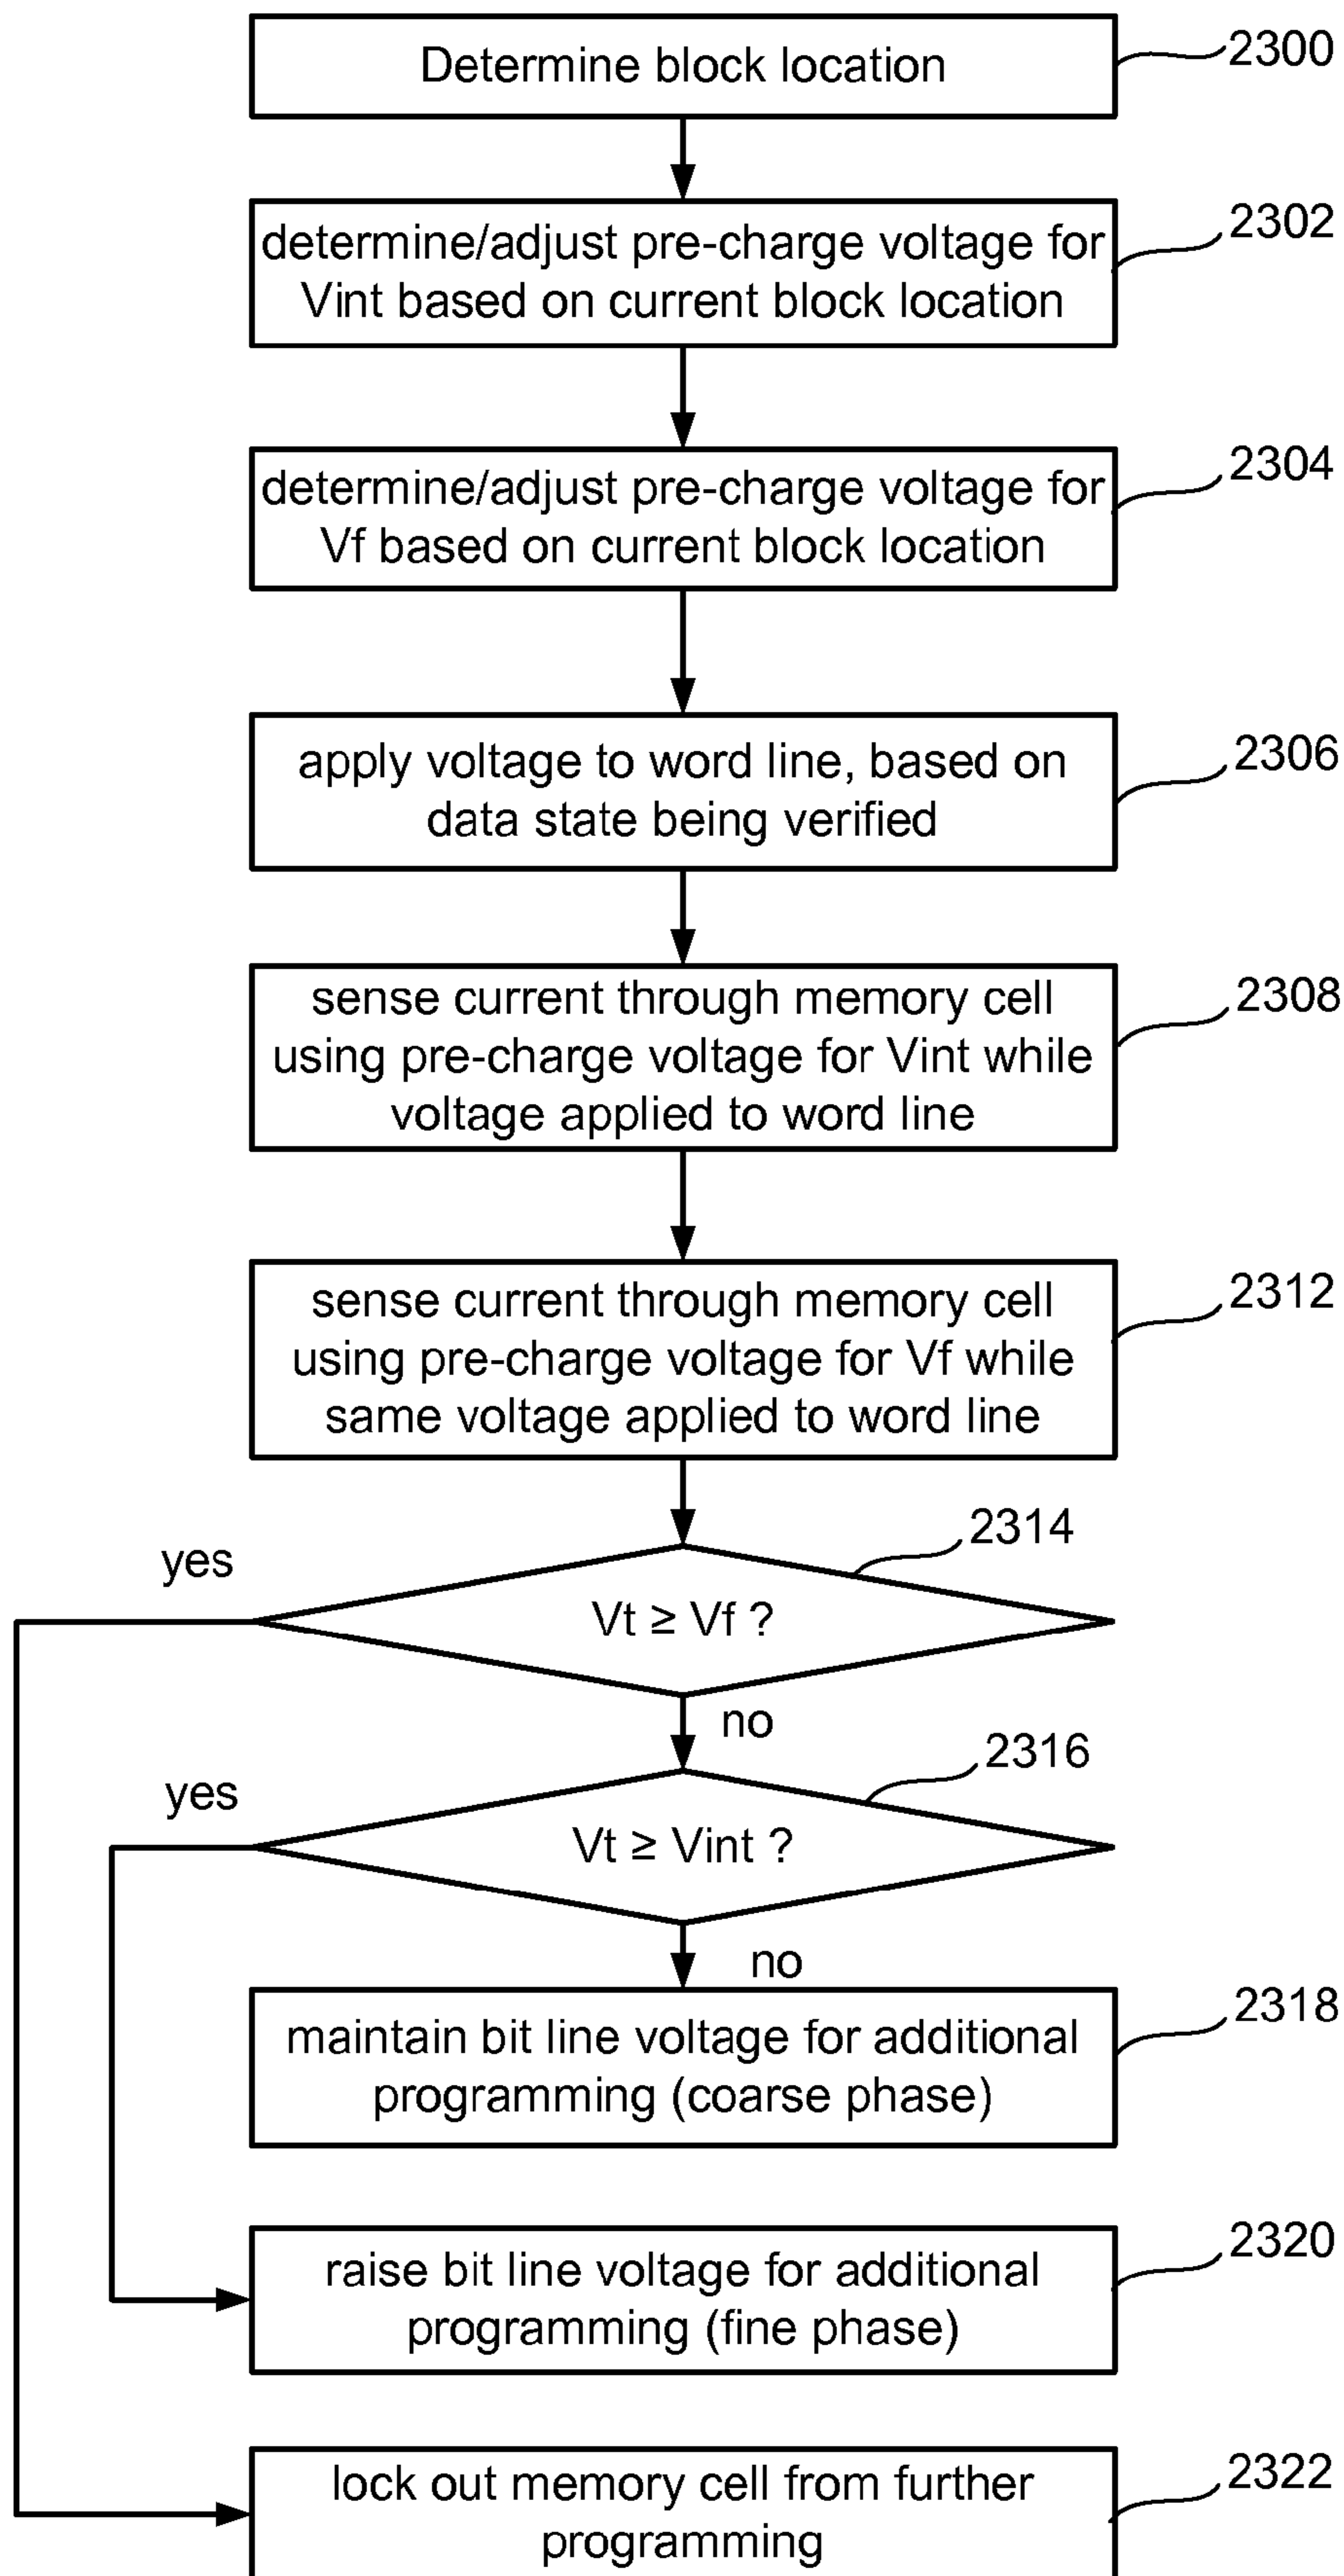 Determine block location
2300
determine/adjust pre-charge voltage for
Vint based on current block location
2302
determine/adjust pre-charge voltage for
Vf based on current block location
2304
apply voltage to word line, based on
data state being verified
2306
sense current through memory cell
using pre-charge voltage for Vint while
voltage applied to word line
2308
sense current through memory cell
using pre-charge voltage for Vf while
same voltage applied to word line
2312
yes
Vt ≥ Vf ?
2314
no
yes
Vt ≥ Vint ?
2316
no
maintain bit line voltage for additional
programming (coarse phase)
2318
raise bit line voltage for additional
programming (fine phase)
2320
lock out memory cell from further
programming
2322